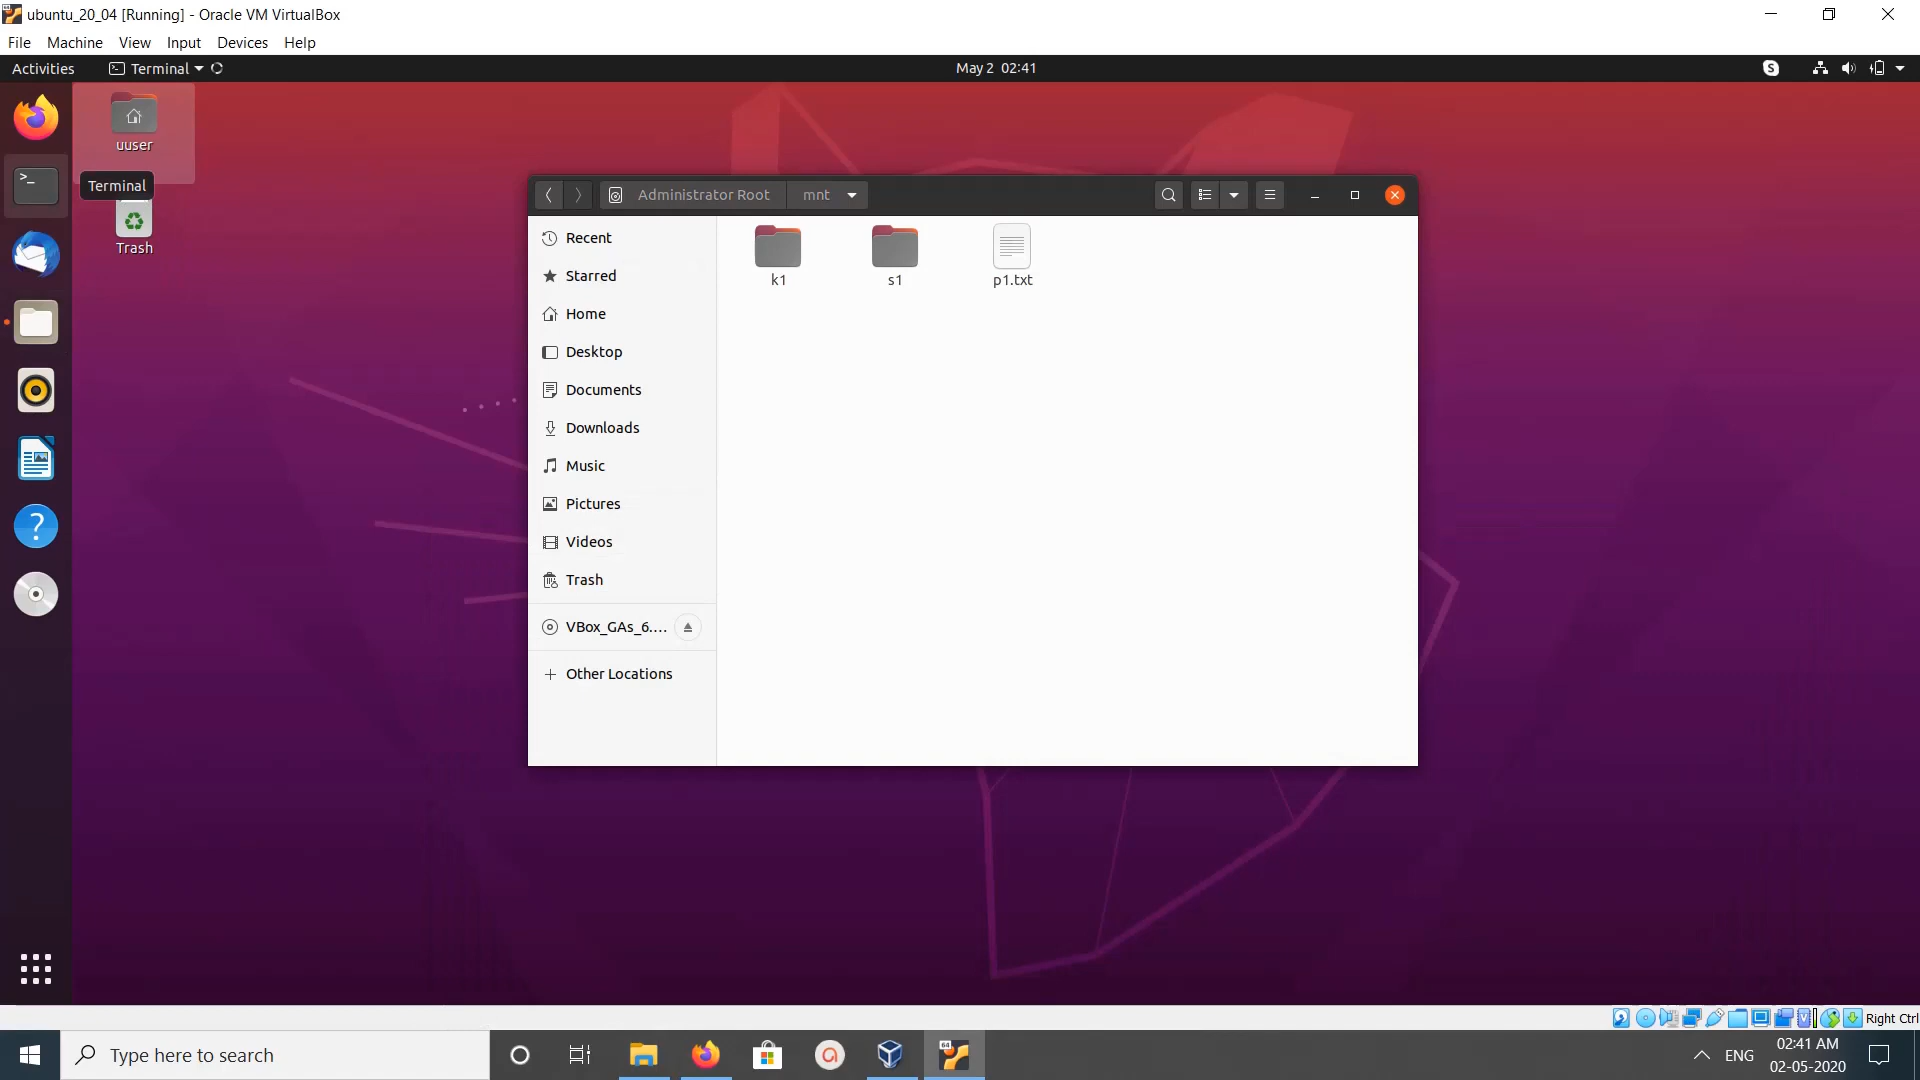 ubuntu_20_04 [Running] - Oracle VM VirtualBox
File Machine View Input Devices Help
Activities Terminal May 2 02:41
uuser
Terminal
Trash
Administrator Root mnt
Recent
Starred
Home
Desktop
Documents
Downloads
Music
Pictures
Videos
Trash
VBox_GAs_6....
Other Locations
k1 s1 p1.txt
Right Ctrl
Type here to search
ENG
02:41 AM
02-05-2020